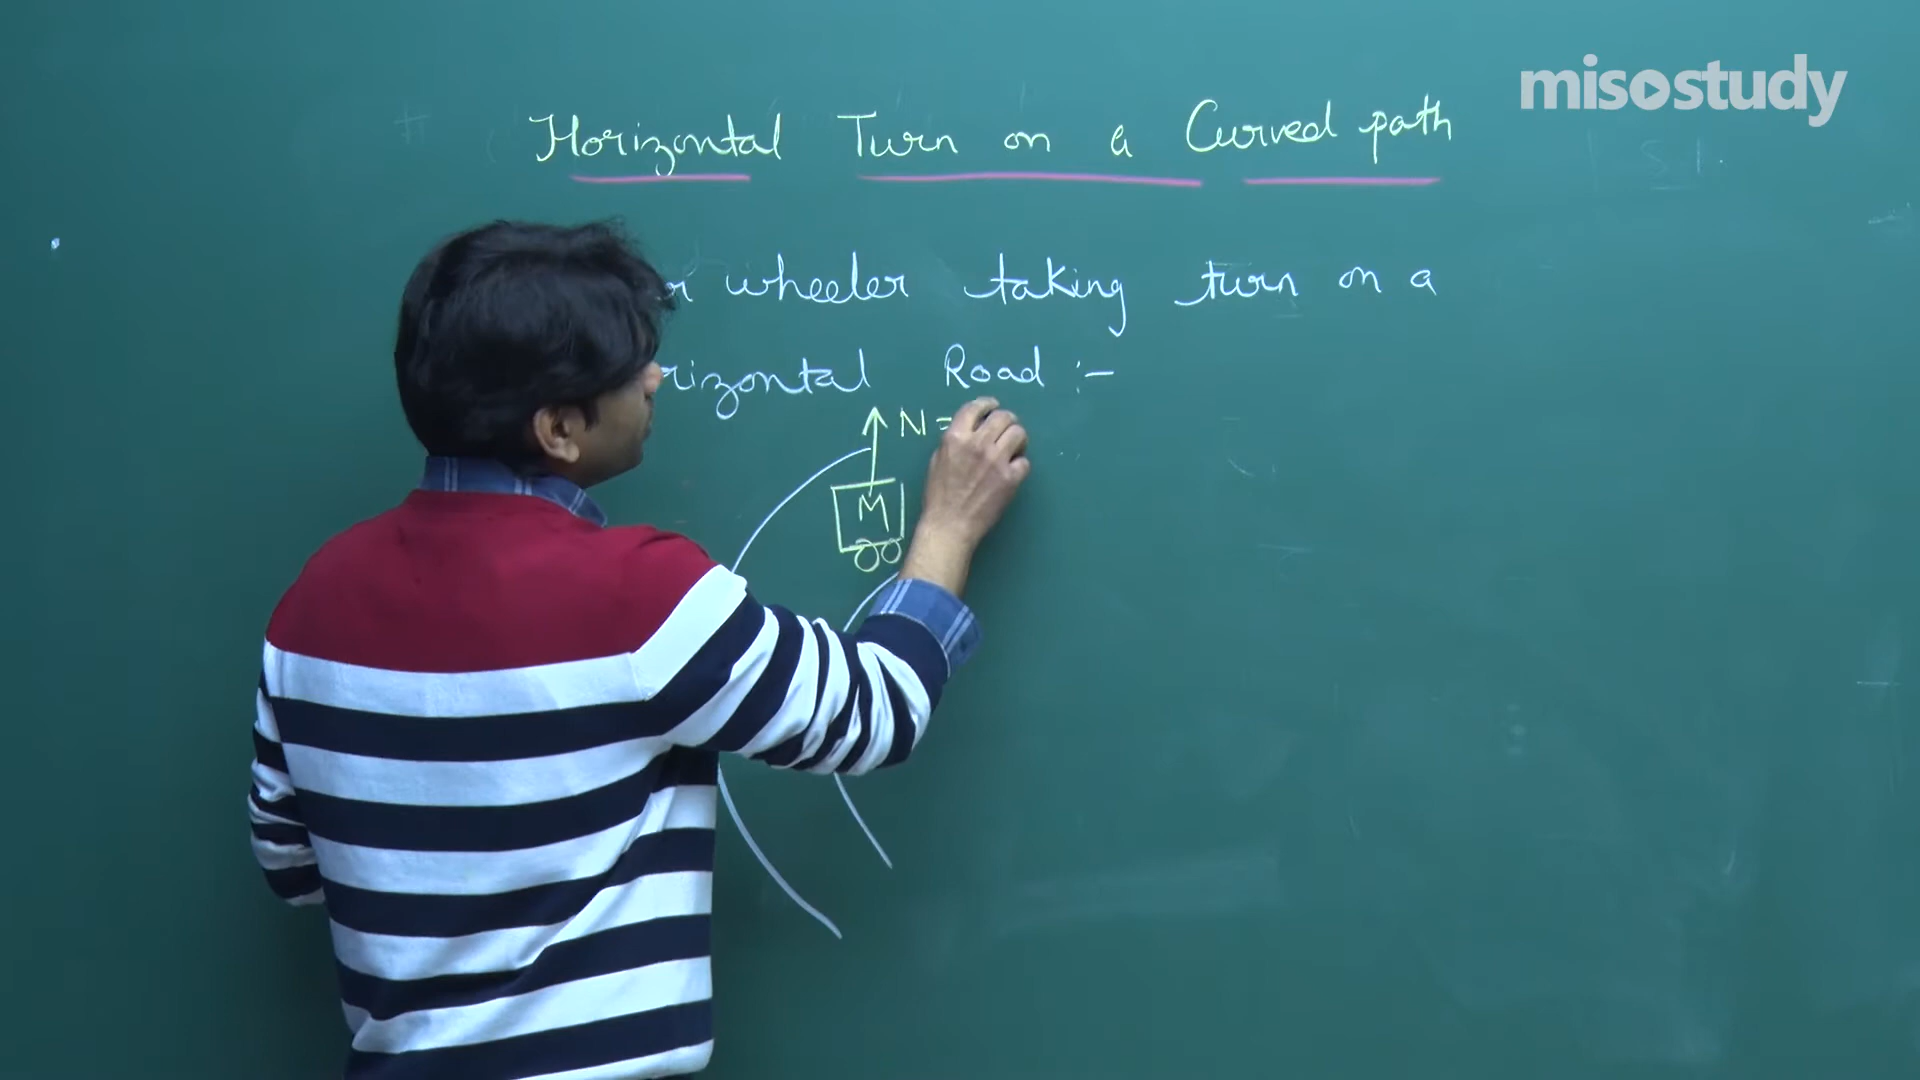 misostudy
Horizontal Turn on a Curved path
wheeler taking turn on a
rizontal Road :-
N =
M